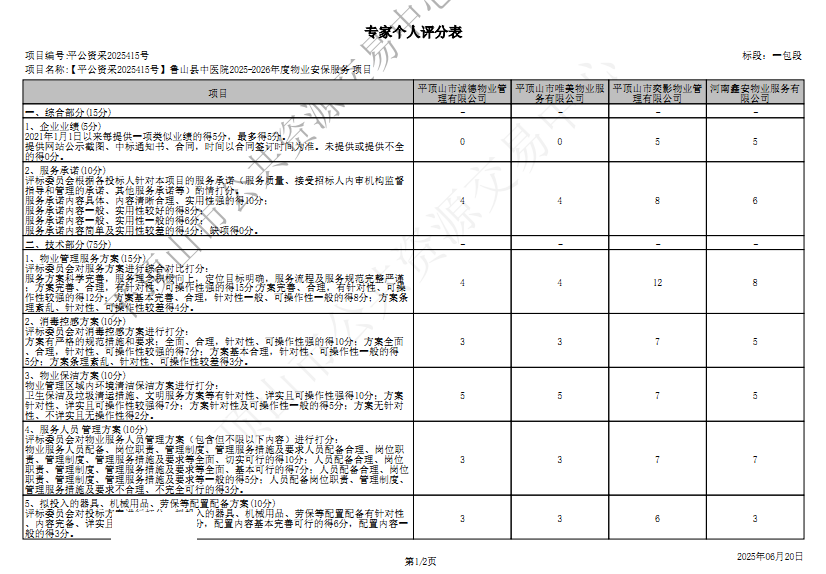 专家个人评分表
项目编号:平公资采2025415号
标段：一包段
项目名称:【平公资采2025415号】鲁山县中医院2025-2026年度物业安保服务项目
项目 平顶山市诚德物业管理有限公司 平顶山市唯美物业服务有限公司 平顶山市奕影物业管理有限公司 河南鑫安物业服务有限公司
一、综合部分(15分) - - - -
1、企业业绩(5分)
2021年1月1日以来每提供一项类似业绩的得5分，最多得5分。
提供网站公示截图、中标通知书、合同，时间以合同签订时间为准。未提供或提供不全
的得0分。
0 0 5 5
2、服务承诺(10分)
评标委员会根据各投标人针对本项目的服务承诺（服务质量、接受招标人内审机构监督
指导和管理的承诺、其他服务承诺等）酌情打分。
服务承诺内容具体、内容清晰合理、实用性强的得10分；
服务承诺内容一般、实用性较好的得8分；
服务承诺内容一般、实用性一般的得6分；
服务承诺内容简单及实用性较差的得4分；缺项得0分。
4 4 8 6
二、技术部分(75分) - - - -
1、物业管理服务方案(15分)
评标委员会对服务方案进行综合对比打分：
服务方案科学完善，服务理念积极向上，定位目标明确，服务流程及服务规范完整严谨
；方案完善、合理，有针对性、可操作性强的得15分;方案完善、合理，有针对性、可操
作性较强的得12分；方案基本完善、合理，针对性一般、可操作性一般的得8分；方案条
理紊乱、针对性、可操作性较差得4分。
4 4 12 8
2、消毒控感方案(10分)
评标委员会对消毒控感方案进行打分：
方案有严格的规范措施和要求；全面、合理，针对性、可操作性强的得10分；方案全面
、合理，针对性、可操作性较强的得7分；方案基本合理，针对性、可操作性一般的得
5分；方案条理紊乱、针对性、可操作性较差得3分。
3 3 7 5
3、物业保洁方案(10分)
物业管理区域内环境清洁保洁方案进行打分：
卫生保洁及垃圾清运措施、文明服务方案等有针对性、详实且可操作性强得10分；方案
针对性、详实且可操作性较强得7分；方案针对性及可操作性一般的得5分；方案无针对
性、不详实且无操作性得2分。
5 5 7 5
4、服务人员管理方案(10分)
评标委员会对物业服务人员管理方案（包含但不限以下内容）进行打分：
物业服务人员配备、岗位职责、管理制度、管理服务措施及要求人员配备合理、岗位职
责、管理制度、管理服务措施及要求等全面、切实可行的得10分；人员配备合理、岗位
职责、管理制度、管理服务措施及要求等全面、基本可行的得7分；人员配备合理、岗位
职责、管理制度、管理服务措施及要求等一般的得5分；人员配备岗位职责、管理制度、
管理服务措施及要求不合理、不完全可行的得3分。
3 3 7 7
5、拟投入的器具、机械用品、劳保等配置配备方案(10分)
评标委员会对投标方案进行打分，拟投入的器具、机械用品、劳保等配置配备有针对性
、内容完备、详实且 分，配置内容基本完善可行的得6分，配置内容一
般的得3分。
3 3 6 3
第1/2页
2025年06月20日
平顶山市公共资源交易中心
平顶山市公共资源交易中心